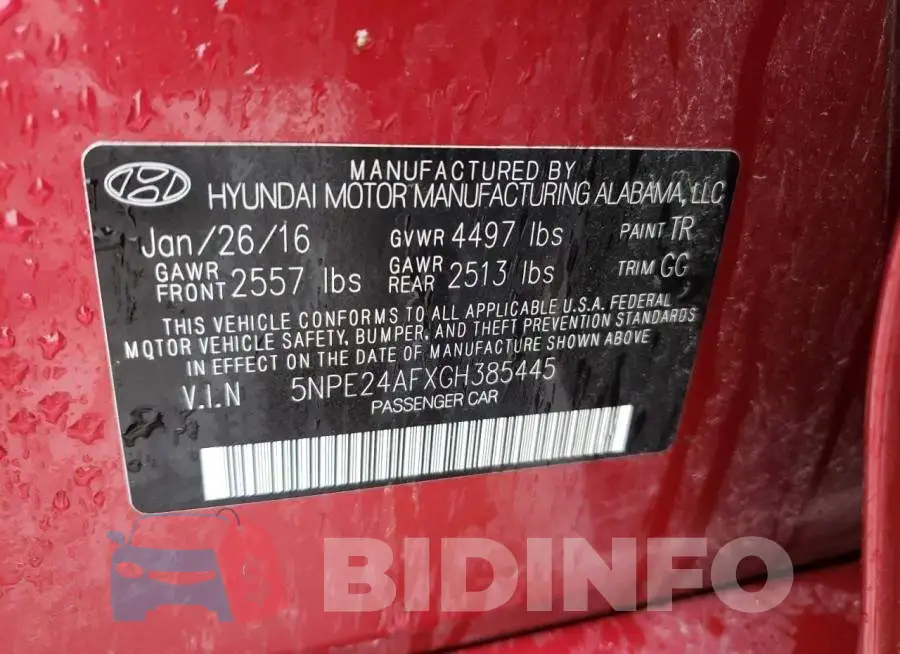 MANUFACTURED BY
HYUNDAI MOTOR MANUFACTURING ALABAMA, LLC
Jan/26/16 GVWR 4497 lbs PAINT TR
GAWR FRONT 2557 lbs GAWR REAR 2513 lbs TRIM GG
THIS VEHICLE CONFORMS TO ALL APPLICABLE U.S.A. FEDERAL
MOTOR VEHICLE SAFETY, BUMPER, AND THEFT PREVENTION STANDARDS
IN EFFECT ON THE DATE OF MANUFACTURE SHOWN ABOVE
V.I.N 5NPE24AFXGH385445
PASSENGER CAR
BIDINFO